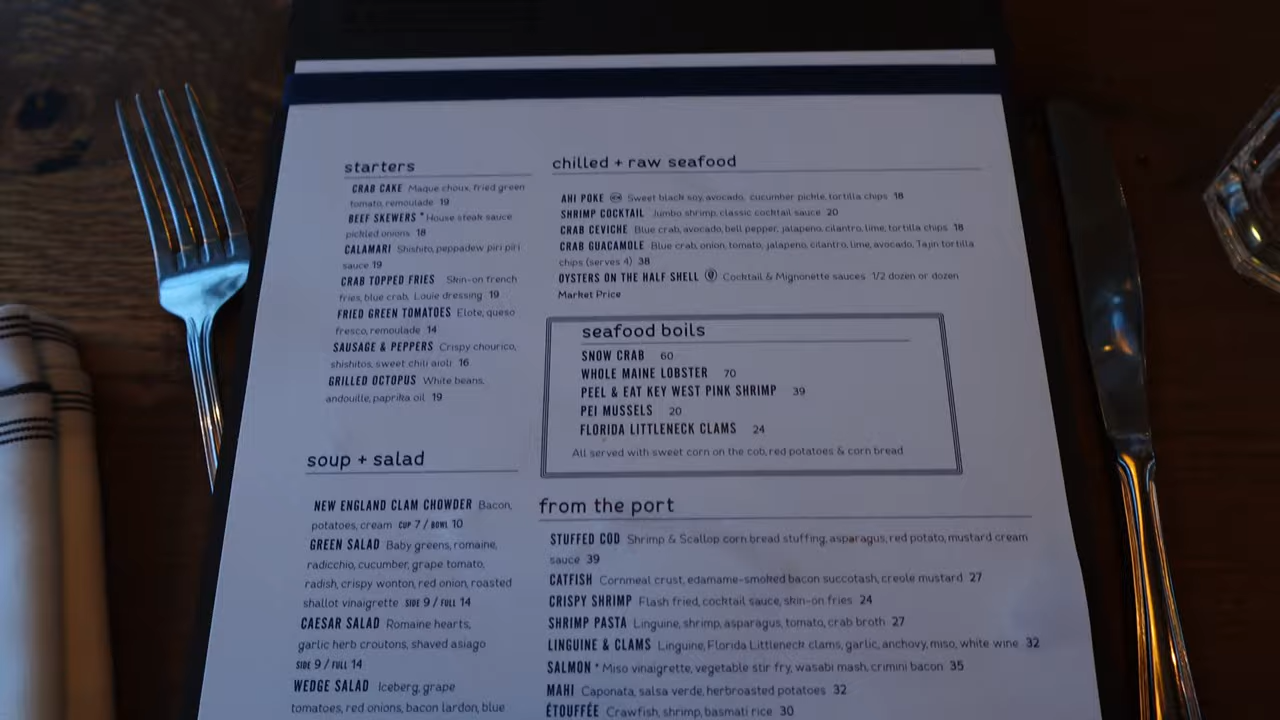 starters
CRAB CAKE Maque choux, fried green
tomato, remoulade 19
BEEF SKEWERS * House steak sauce
pickled onions 18
CALAMARI Shishito, peppadew piri piri
sauce 19
CRAB TOPPED FRIES Skin-on french
fries, blue crab, Louie dressing 19
FRIED GREEN TOMATOES Elote, queso
fresco, remoulade 14
SAUSAGE & PEPPERS Crispy chourico,
shishitos, sweet chili aioli 16
GRILLED OCTOPUS White beans,
andouille, paprika oil 19
soup + salad
NEW ENGLAND CLAM CHOWDER Bacon,
potatoes, cream CUP 7 / BOWL 10
GREEN SALAD Baby greens, romaine,
radicchio, cucumber, grape tomato,
radish, crispy wonton, red onion, roasted
shallot vinaigrette SIDE 9 / FULL 14
CAESAR SALAD Romaine hearts,
garlic herb croutons, shaved asiago
SIDE 9 / FULL 14
WEDGE SALAD Iceberg, grape
tomatoes, red onions, bacon lardon, blue
chilled + raw seafood
AHI POKE Sweet black soy, avocado, cucumber pickle, tortilla chips 18
SHRIMP COCKTAIL Jumbo shrimp, classic cocktail sauce 20
CRAB CEVICHE Blue crab, avocado, bell pepper, jalapeno, cilantro, lime, tortilla chips 18
CRAB GUACAMOLE Blue crab, onion, tomato, jalapeno, cilantro, lime, avocado, Tajin tortilla
chips (serves 4) 38
OYSTERS ON THE HALF SHELL Cocktail & Mignonette sauces 1/2 dozen or dozen
Market Price
seafood boils
SNOW CRAB 60
WHOLE MAINE LOBSTER 70
PEEL & EAT KEY WEST PINK SHRIMP 39
PEI MUSSELS 20
FLORIDA LITTLENECK CLAMS 24
All served with sweet corn on the cob, red potatoes & corn bread
from the port
STUFFED COD Shrimp & Scallop corn bread stuffing, asparagus, red potato, mustard cream
sauce 39
CATFISH Cornmeal crust, edamame-smoked bacon succotash, creole mustard 27
CRISPY SHRIMP Flash fried, cocktail sauce, skin-on fries 24
SHRIMP PASTA Linguine, shrimp, asparagus, tomato, crab broth 27
LINGUINE & CLAMS Linguine, Florida Littleneck clams, garlic, anchovy, miso, white wine 32
SALMON * Miso vinaigrette, vegetable stir fry, wasabi mash, crimini bacon 35
MAHI Caponata, salsa verde, herbroasted potatoes 32
ÉTOUFFÉE Crawfish, shrimp, basmati rice 30